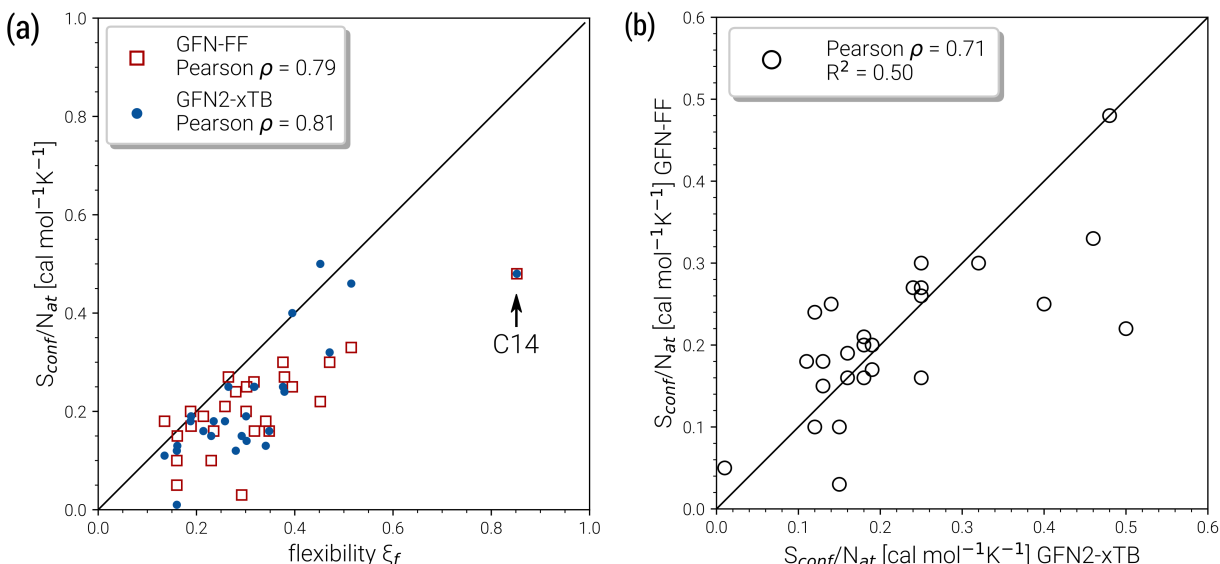 (a)
GFN-FF
Pearson ρ = 0.79
GFN2-xTB
Pearson ρ = 0.81
C14
S_conf/N_at [cal mol⁻¹K⁻¹]
1.0
0.8
0.6
0.4
0.2
0.0
0.0 0.2 0.4 0.6 0.8 1.0
flexibility ξ_f
(b)
Pearson ρ = 0.71
R² = 0.50
S_conf/N_at [cal mol⁻¹K⁻¹] GFN-FF
0.6
0.5
0.4
0.3
0.2
0.1
0.0
0.0 0.1 0.2 0.3 0.4 0.5 0.6
S_conf/N_at [cal mol⁻¹K⁻¹] GFN2-xTB